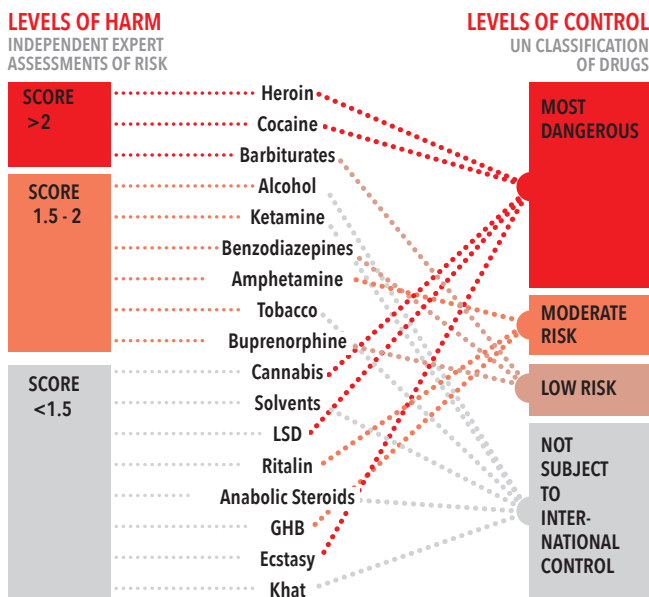 LEVELS OF HARM
INDEPENDENT EXPERT
ASSESSMENTS OF RISK
LEVELS OF CONTROL
UN CLASSIFICATION
OF DRUGS
SCORE
>2
SCORE
1.5 - 2
SCORE
<1.5
Heroin
Cocaine
Barbiturates
Alcohol
Ketamine
Benzodiazepines
Amphetamine
Tobacco
Buprenorphine
Cannabis
Solvents
LSD
Ritalin
Anabolic Steroids
GHB
Ecstasy
Khat
MOST
DANGEROUS
MODERATE
RISK
LOW RISK
NOT
SUBJECT
TO
INTER-
NATIONAL
CONTROL